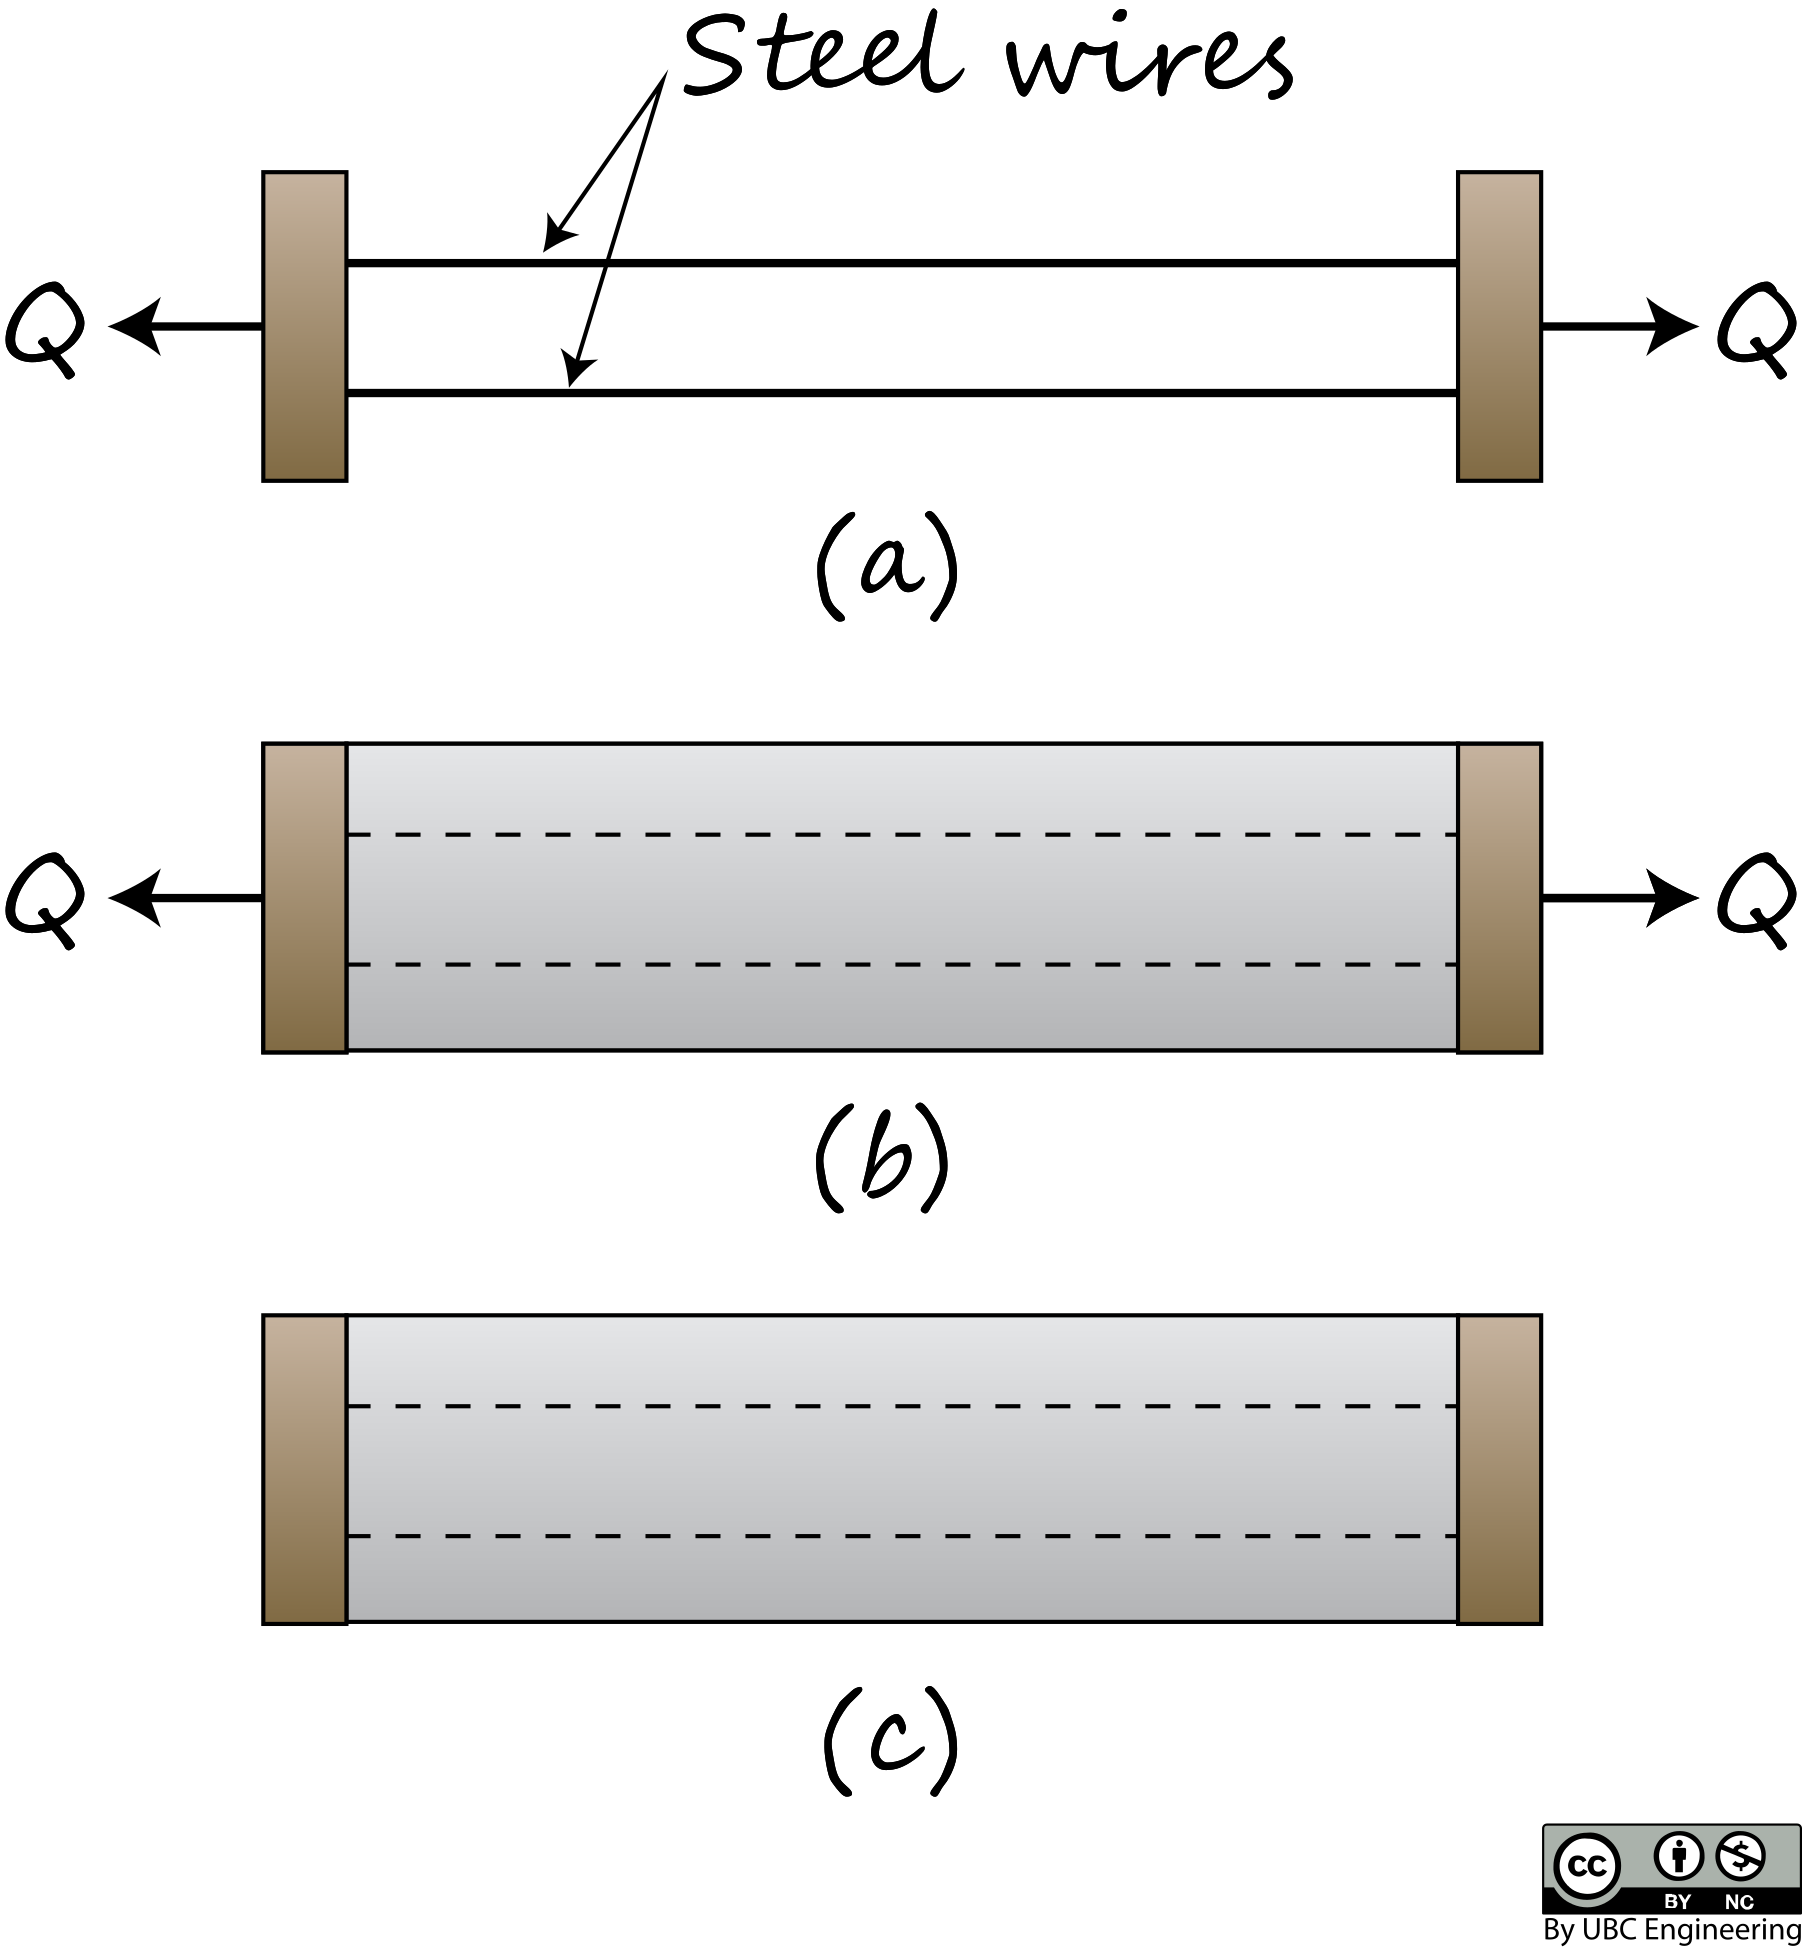 Steel wires
Q Q
(a)
Q Q
(b)
(c)
cc BY NC
By UBC Engineering